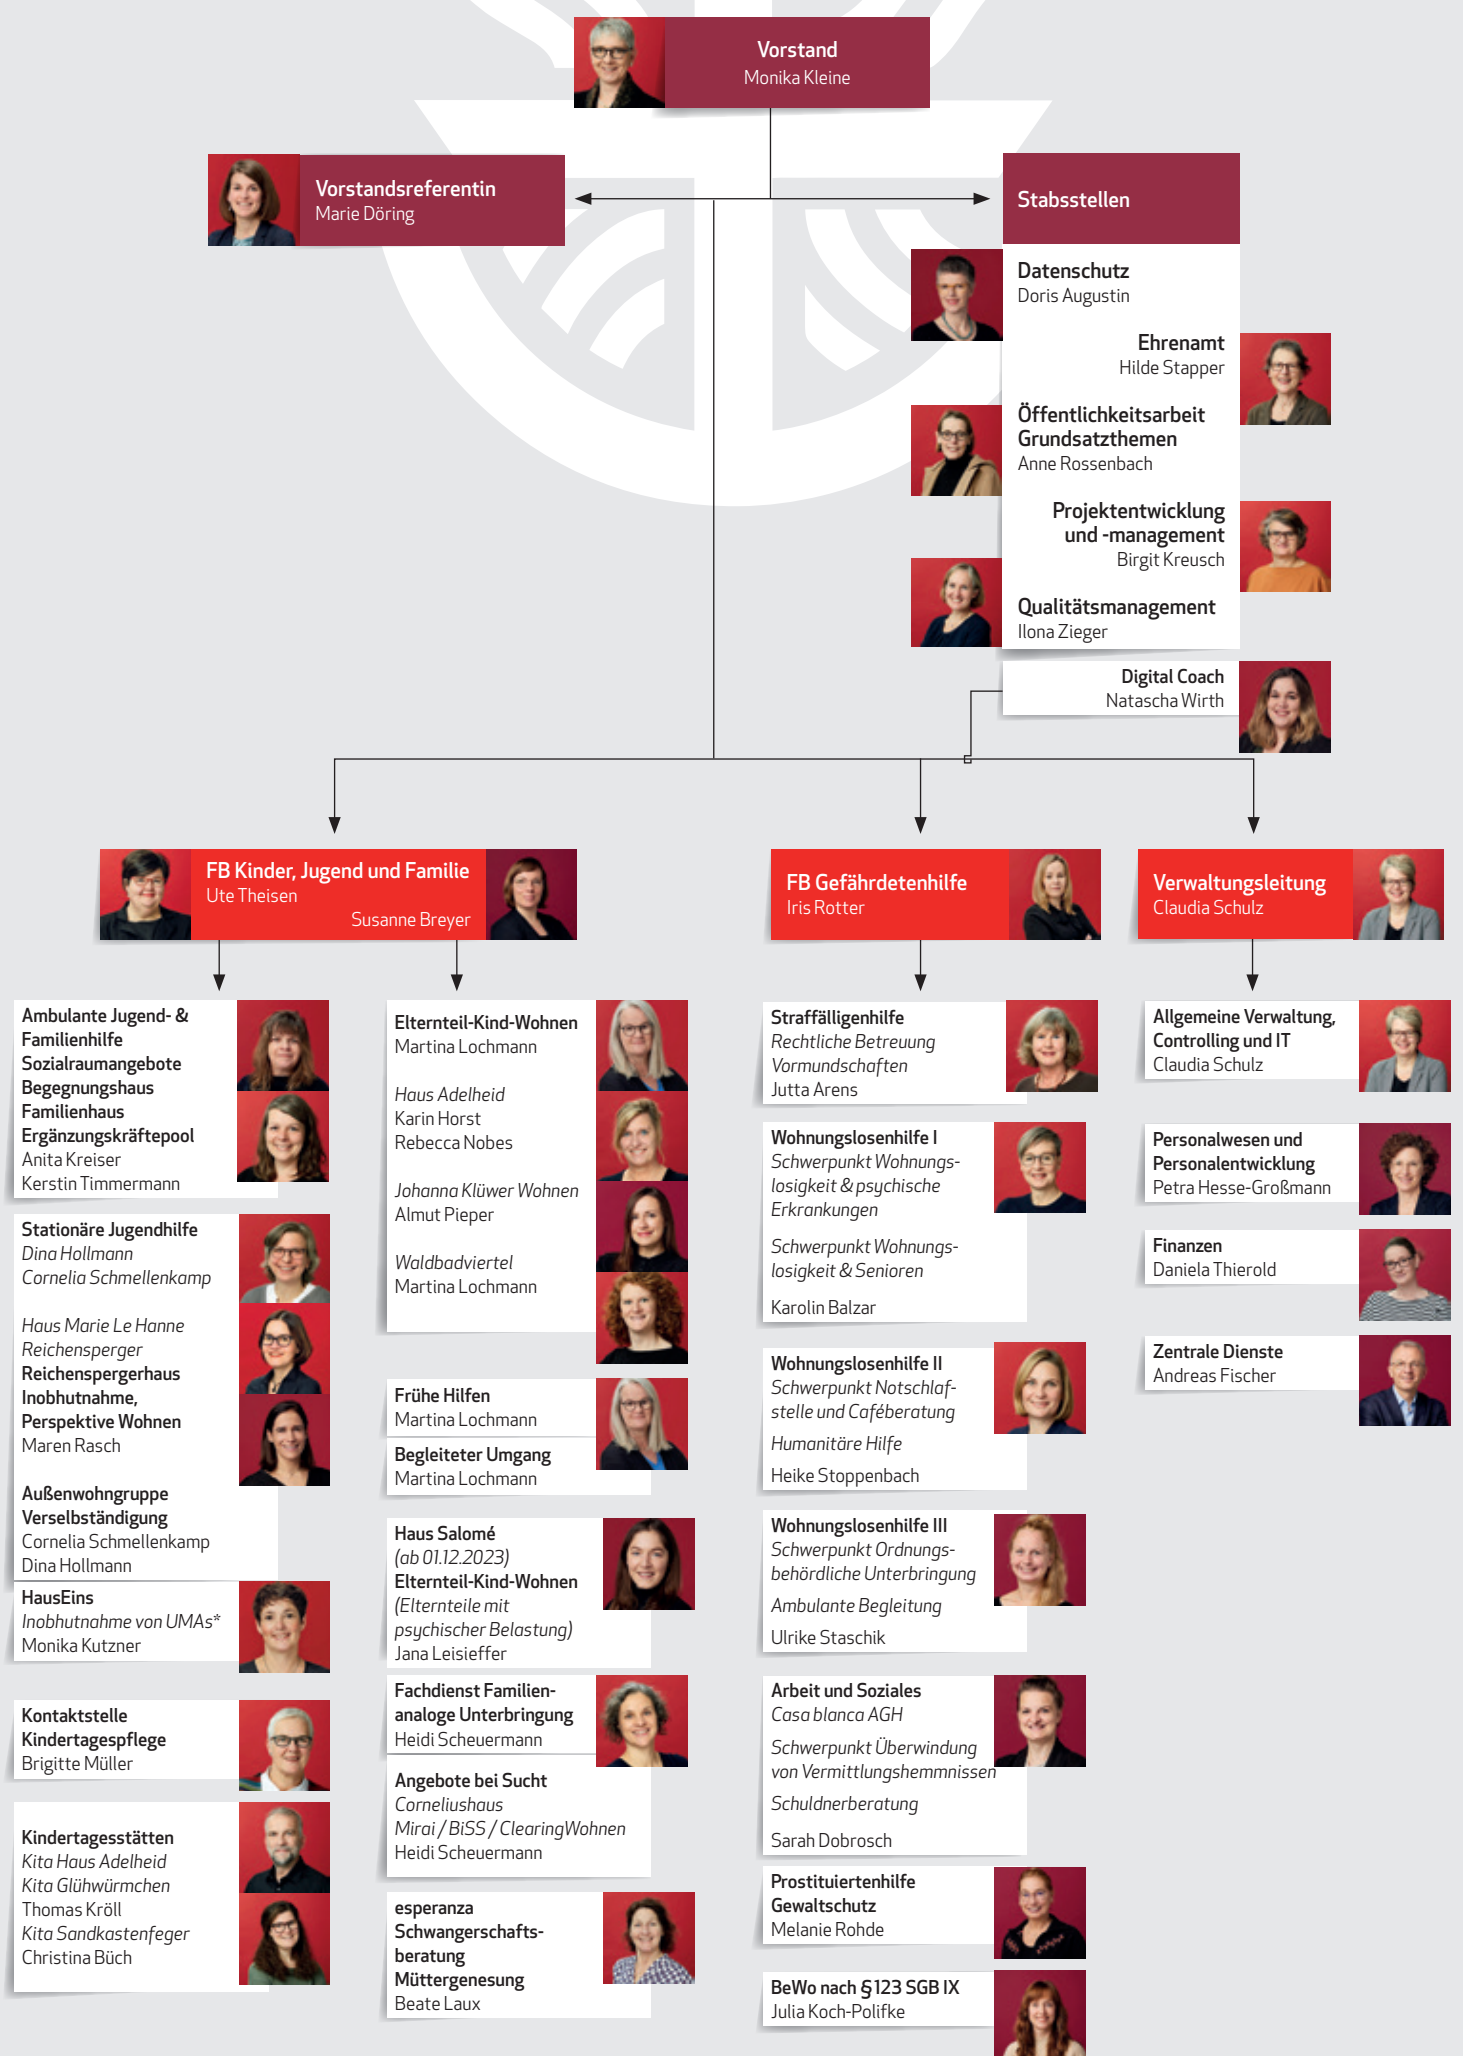 Vorstand
Monika Kleine
Vorstandsreferentin
Marie Döring
Stabsstellen
Datenschutz
Doris Augustin
Ehrenamt
Hilde Stapper
Öffentlichkeitsarbeit
Grundsatzthemen
Anne Rossenbach
Projektentwicklung
und -management
Birgit Kreusch
Qualitätsmanagement
Ilona Zieger
Digital Coach
Natascha Wirth
FB Kinder, Jugend und Familie
Ute Theisen
Susanne Breyer
FB Gefährdetenhilfe
Iris Rotter
Verwaltungsleitung
Claudia Schulz
Ambulante Jugend- &
Familienhilfe
Sozialraumangebote
Begegnungshaus
Familienhaus
Ergänzungskräftepool
Anita Kreiser
Kerstin Timmermann
Stationäre Jugendhilfe
Dina Hollmann
Cornelia Schmellenkamp
Haus Marie Le Hanne
Reichensperger
Reichenspergerhaus
Inobhutnahme,
Perspektive Wohnen
Maren Rasch
Außenwohngruppe
Verselbständigung
Cornelia Schmellenkamp
Dina Hollmann
HausEins
Inobhutnahme von UMAs*
Monika Kutzner
Kontaktstelle
Kindertagespflege
Brigitte Müller
Kindertagesstätten
Kita Haus Adelheid
Kita Glühwürmchen
Thomas Kröll
Kita Sandkastenfeger
Christina Büch
Elternteil-Kind-Wohnen
Martina Lochmann
Haus Adelheid
Karin Horst
Rebecca Nobes
Johanna Klüwer Wohnen
Almut Pieper
Waldbadviertel
Martina Lochmann
Frühe Hilfen
Martina Lochmann
Begleiteter Umgang
Martina Lochmann
Haus Salomé
(ab 01.12.2023)
Elternteil-Kind-Wohnen
(Elternteile mit
psychischer Belastung)
Jana Leisieffer
Fachdienst Familien-
analoge Unterbringung
Heidi Scheuermann
Angebote bei Sucht
Corneliushaus
Mirai / BiSS / ClearingWohnen
Heidi Scheuermann
esperanza
Schwangerschafts-
beratung
Müttergenesung
Beate Laux
Straffälligenhilfe
Rechtliche Betreuung
Vormundschaften
Jutta Arens
Wohnungslosenhilfe I
Schwerpunkt Wohnungs-
losigkeit & psychische
Erkrankungen
Schwerpunkt Wohnungs-
losigkeit & Senioren
Karolin Balzar
Wohnungslosenhilfe II
Schwerpunkt Notschlaf-
stelle und Caféberatung
Humanitäre Hilfe
Heike Stoppenbach
Wohnungslosenhilfe III
Schwerpunkt Ordnungs-
behördliche Unterbringung
Ambulante Begleitung
Ulrike Staschik
Arbeit und Soziales
Casa blanca AGH
Schwerpunkt Überwindung
von Vermittlungshemmnissen
Schuldnerberatung
Sarah Dobrosch
Prostituiertenhilfe
Gewaltschutz
Melanie Rohde
BeWo nach § 123 SGB IX
Julia Koch-Polifke
Allgemeine Verwaltung,
Controlling und IT
Claudia Schulz
Personalwesen und
Personalentwicklung
Petra Hesse-Großmann
Finanzen
Daniela Thierold
Zentrale Dienste
Andreas Fischer